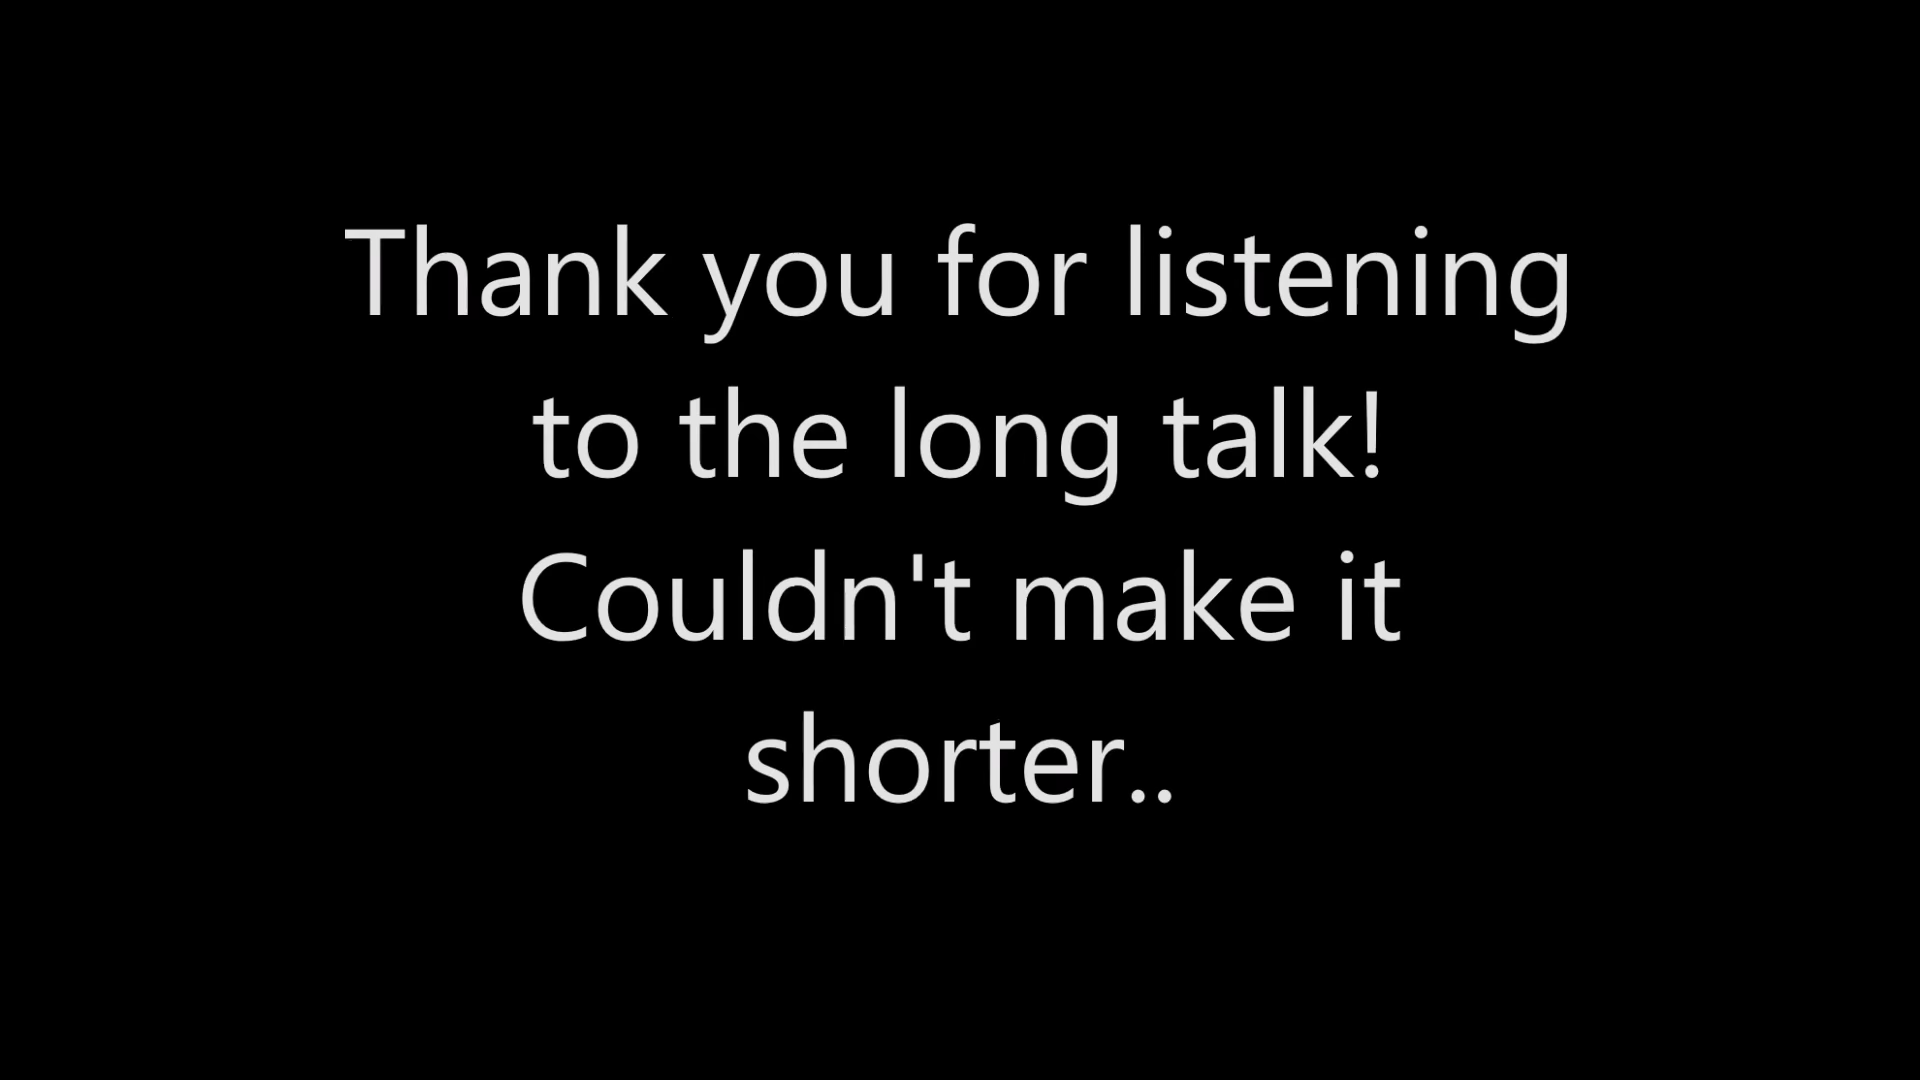 Thank you for listening
to the long talk!
Couldn't make it
shorter..